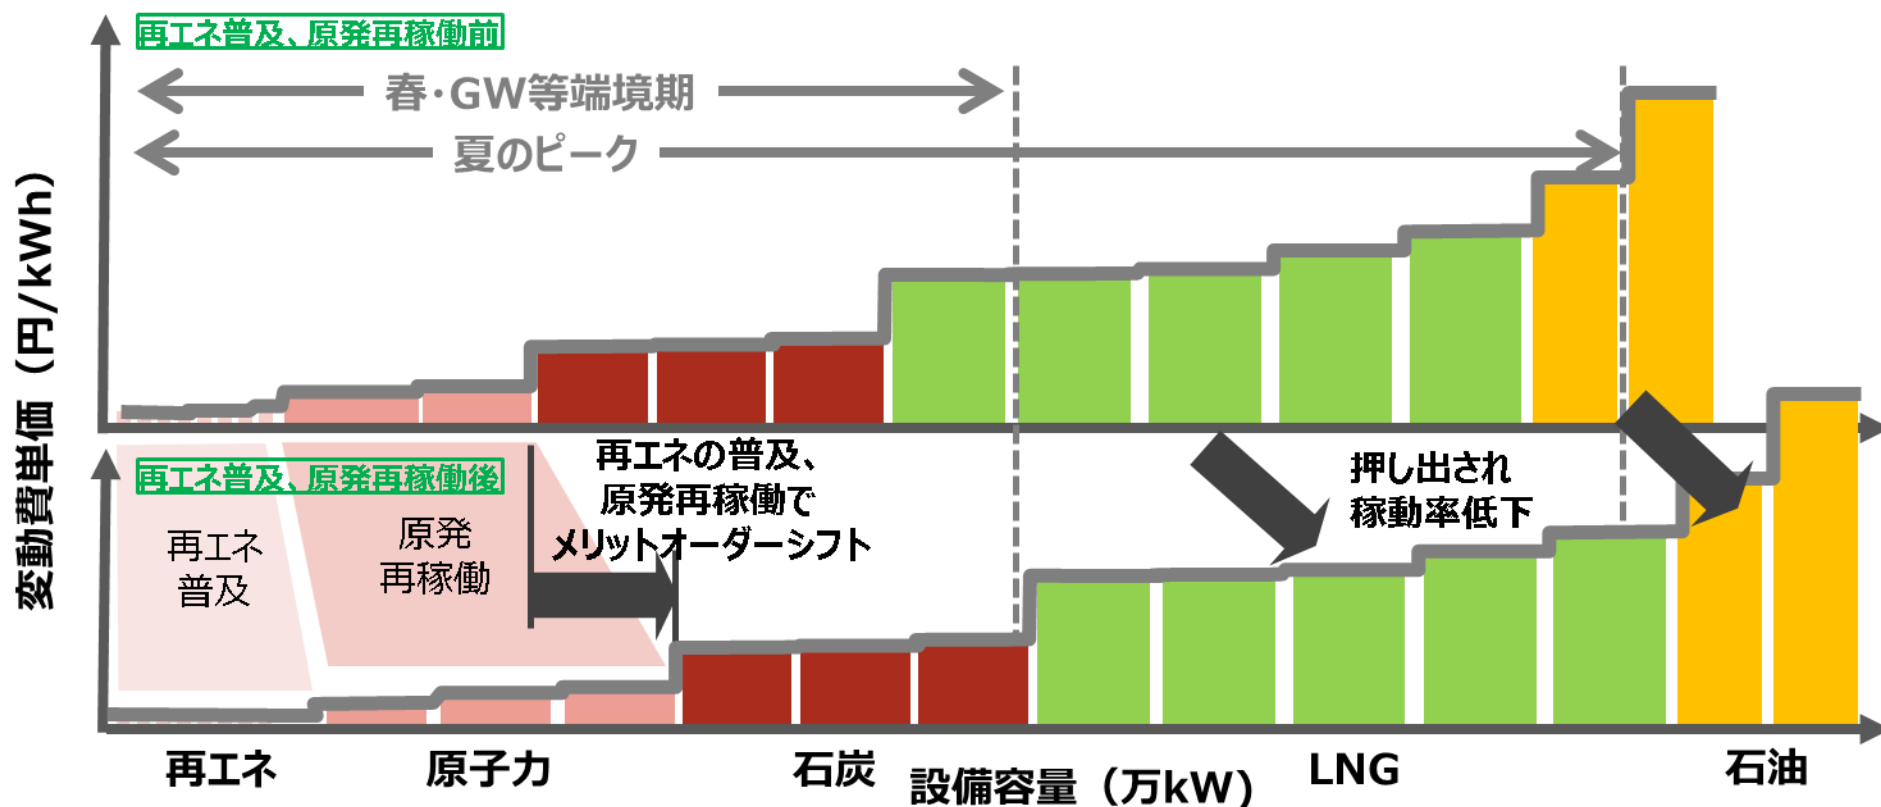 再エネ普及、原発再稼働前
春・GW等端境期
夏のピーク
変動費単価（円/kWh）
再エネ普及、原発再稼働後
再エネ
普及
原発
再稼働
再エネの普及、
原発再稼働で
メリットオーダーシフト
押し出され
稼動率低下
再エネ
原子力
石炭
設備容量（万kW）
LNG
石油